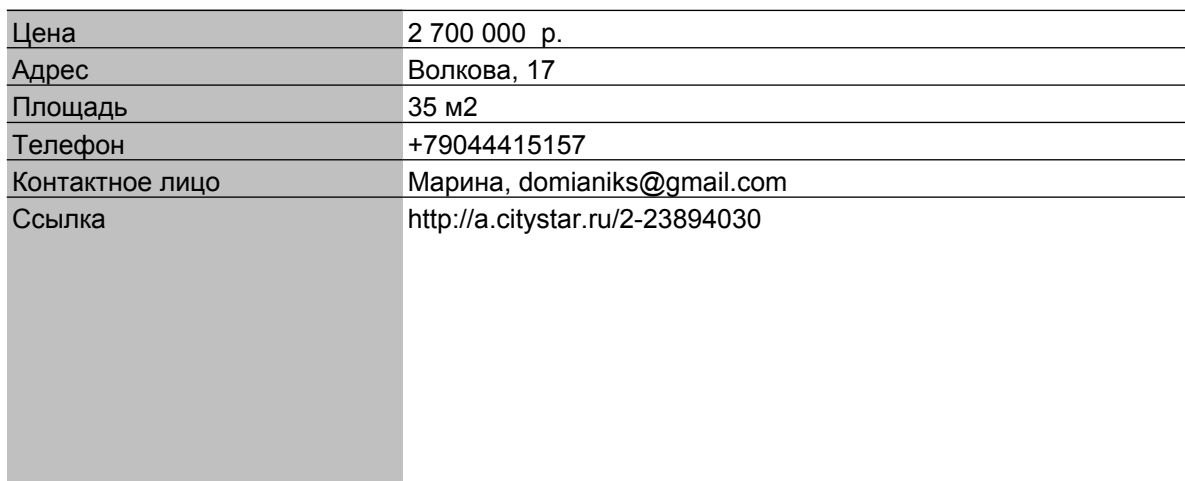 Цена 2 700 000 р.
Адрес Волкова, 17
Площадь 35 м2
Телефон +79044415157
Контактное лицо Марина, domianiks@gmail.com
Ссылка http://a.citystar.ru/2-23894030